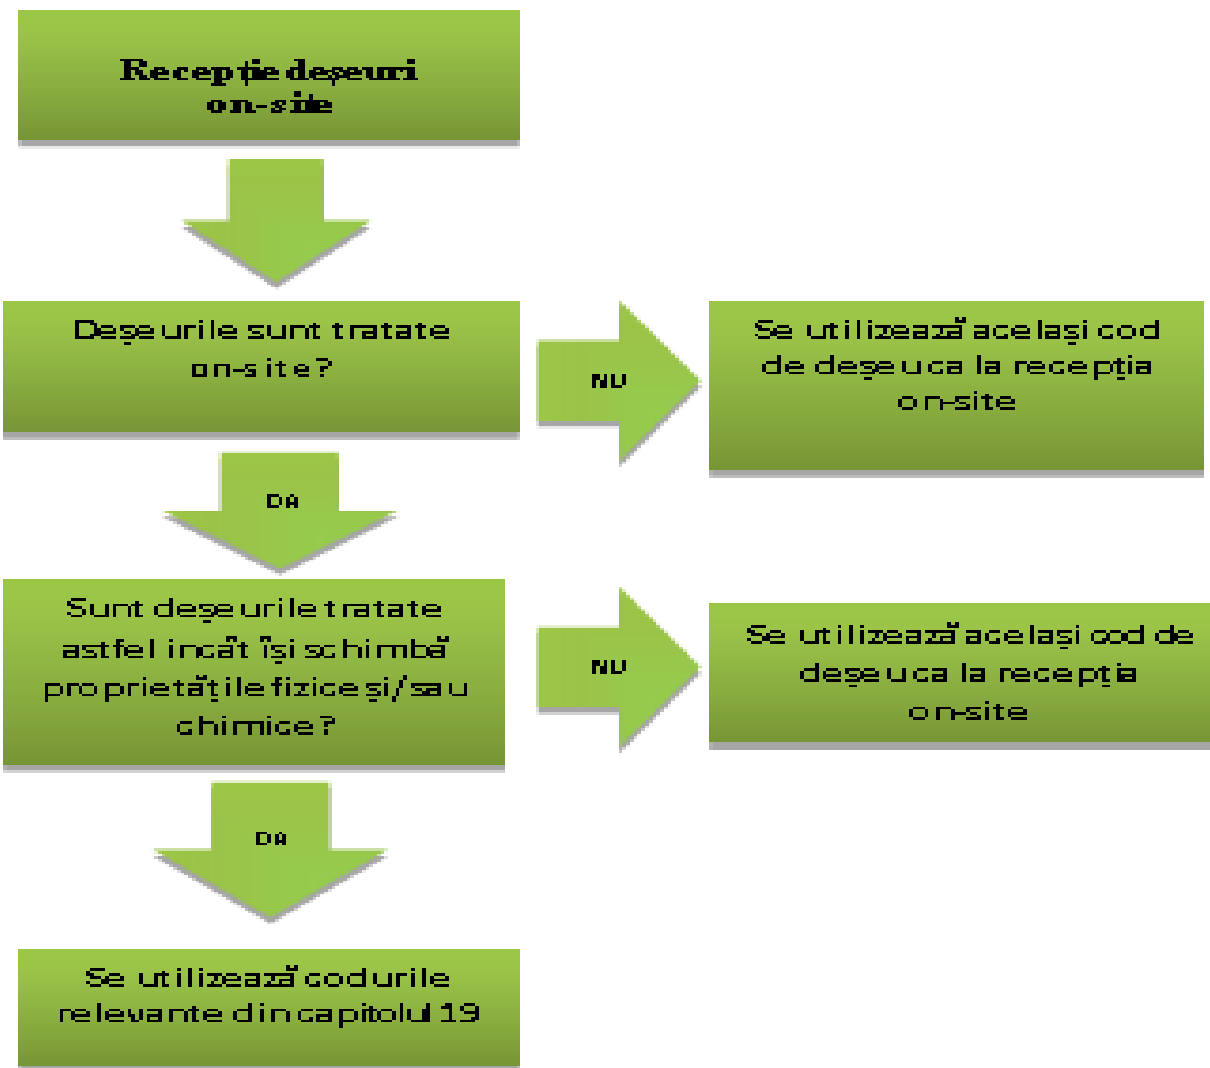 Recepție deșeuri
on-site
Deșeurile sunt tratate
on-site?
NU
Se utilizează același cod
de deșeu ca la recepția
on-site
DA
Sunt deșeurile tratate
astfel incât își schimbă
proprietățile fizice și/sau
chimice?
NU
Se utilizează același cod de
deșeu ca la recepția
on-site
DA
Se utilizează codurile
relevante din capitolul 19